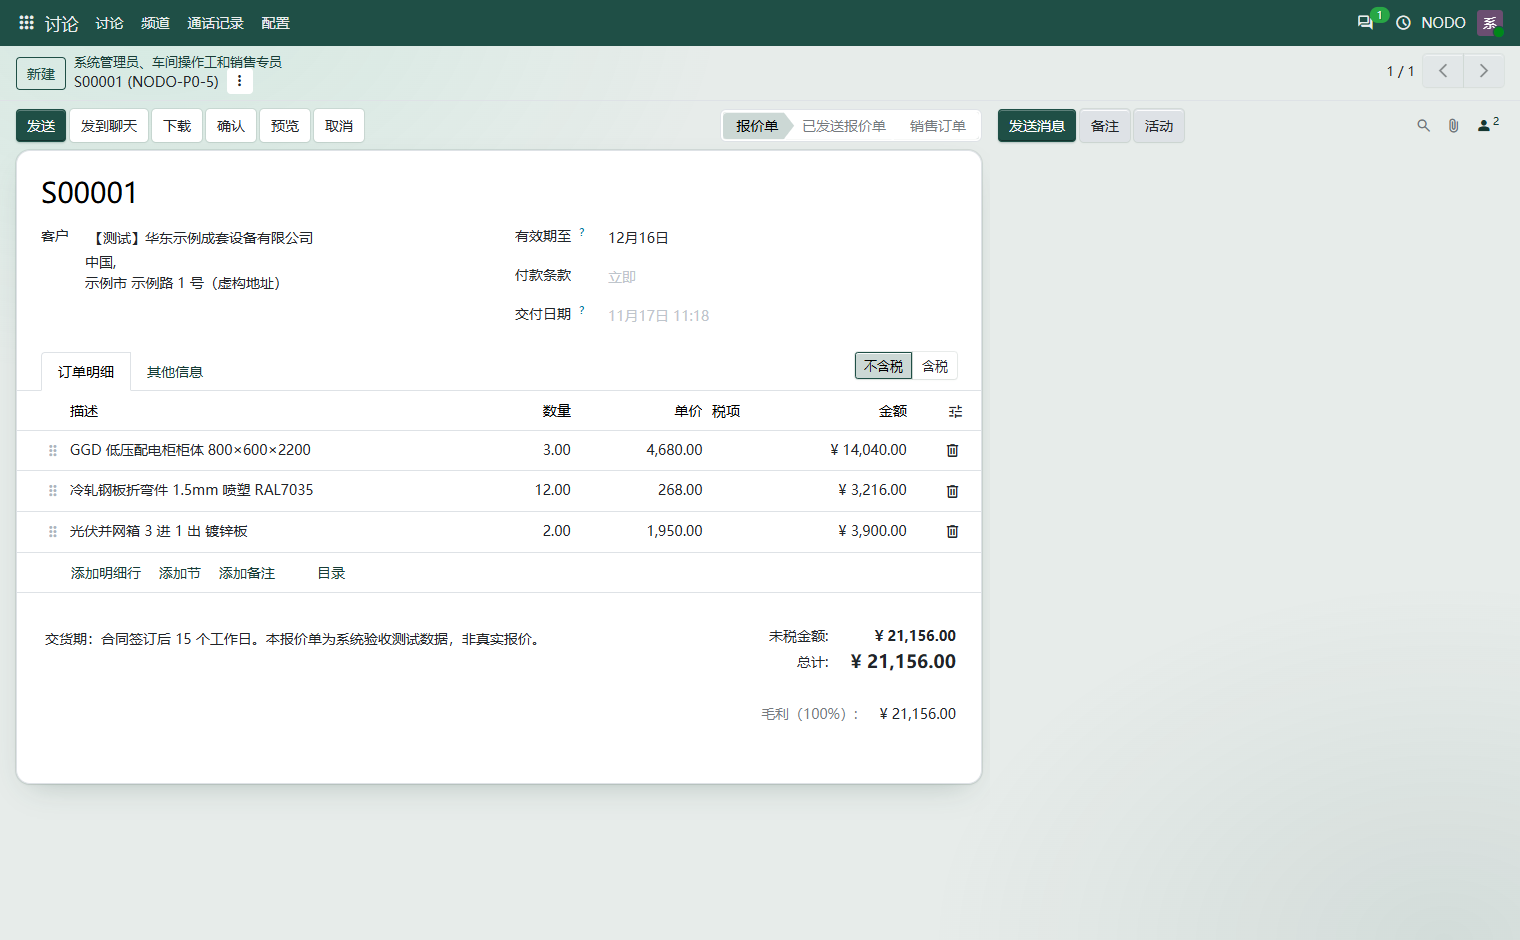 讨论 讨论 频道 通话记录 配置 1 NODO 系
新建 系统管理员、车间操作工和销售专员
S00001 (NODO-P0-5)
1 / 1
发送 发到聊天 下载 确认 预览 取消 报价单 已发送报价单 销售订单 发送消息 备注 活动 2
S00001
客户 【测试】华东示例成套设备有限公司
中国,
示例市 示例路 1 号（虚构地址）
有效期至 ? 12月16日
付款条款 立即
交付日期 ? 11月17日 11:18
订单明细 其他信息 不含税 含税
描述 数量 单价 税项 金额
GGD 低压配电柜柜体 800×600×2200 3.00 4,680.00 ¥ 14,040.00
冷轧钢板折弯件 1.5mm 喷塑 RAL7035 12.00 268.00 ¥ 3,216.00
光伏并网箱 3 进 1 出 镀锌板 2.00 1,950.00 ¥ 3,900.00
添加明细行 添加节 添加备注 目录
交货期：合同签订后 15 个工作日。本报价单为系统验收测试数据，非真实报价。
未税金额: ¥ 21,156.00
总计: ¥ 21,156.00
毛利（100%）: ¥ 21,156.00